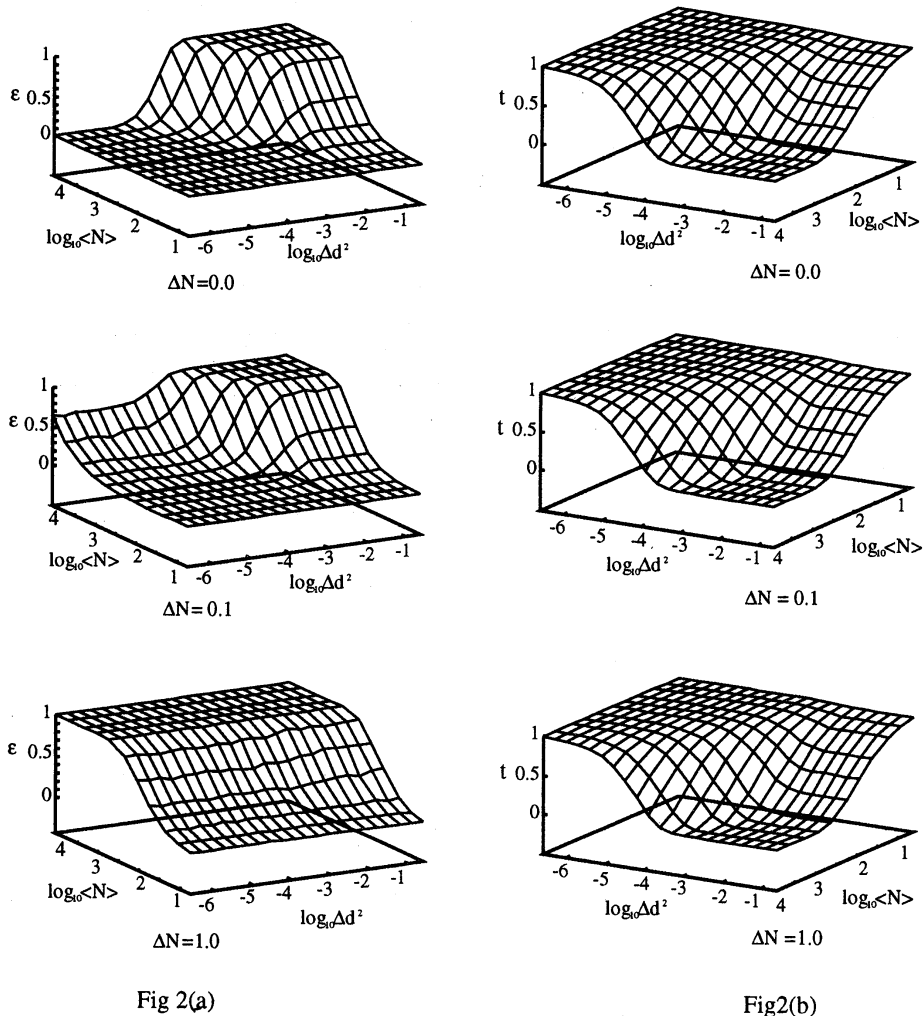 1
ε 0.5
0
4
3
2
1
log₁₀<N>
-6
-5
-4
-3
-2
-1
log₁₀Δd²
ΔN=0.0
1
t 0.5
0
-6
-5
-4
-3
-2
-1
log₁₀Δd²
4
3
2
1
log₁₀<N>
ΔN= 0.0
1
ε 0.5
0
4
3
2
1
log₁₀<N>
-6
-5
-4
-3
-2
-1
log₁₀Δd²
ΔN= 0.1
1
t 0.5
0
-6
-5
-4
-3
-2
-1
log₁₀Δd²
4
3
2
1
log₁₀<N>
ΔN = 0.1
1
ε 0.5
0
4
3
2
1
log₁₀<N>
-6
-5
-4
-3
-2
-1
log₁₀Δd²
ΔN=1.0
1
t 0.5
0
-6
-5
-4
-3
-2
-1
log₁₀Δd²
4
3
2
1
log₁₀<N>
ΔN =1.0
Fig 2(a)
Fig2(b)